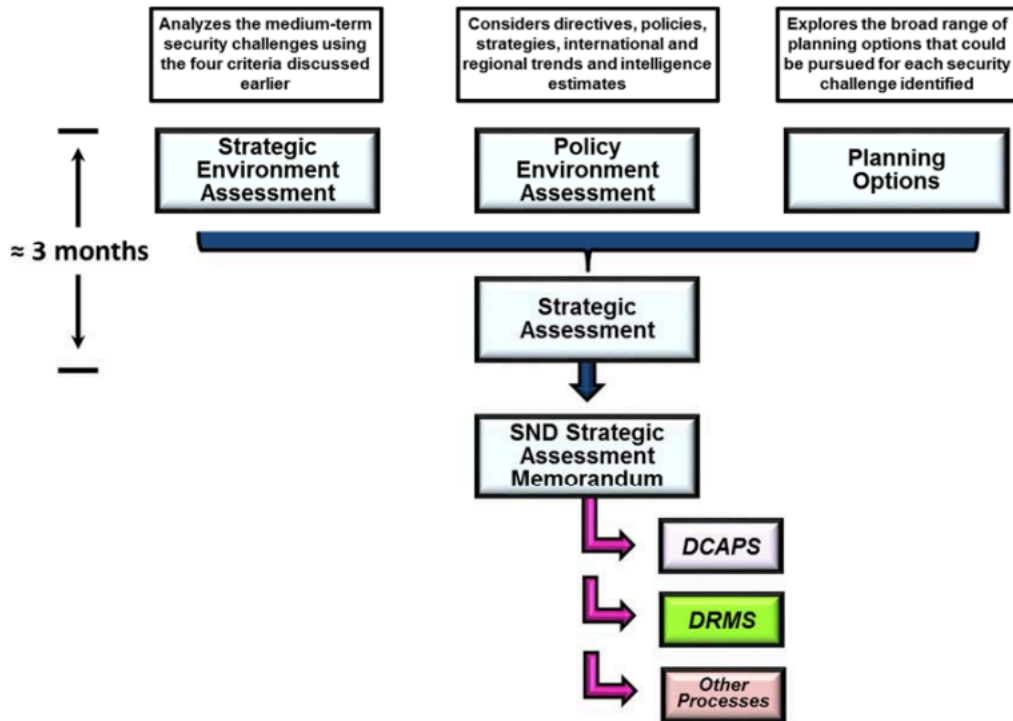 Analyzes the medium-term
security challenges using
the four criteria discussed
earlier
Considers directives, policies,
strategies, international and
regional trends and intelligence
estimates
Explores the broad range of
planning options that could
be pursued for each security
challenge identified
Strategic
Environment
Assessment
Policy
Environment
Assessment
Planning
Options
≈ 3 months
Strategic
Assessment
SND Strategic
Assessment
Memorandum
DCAPS
DRMS
Other
Processes